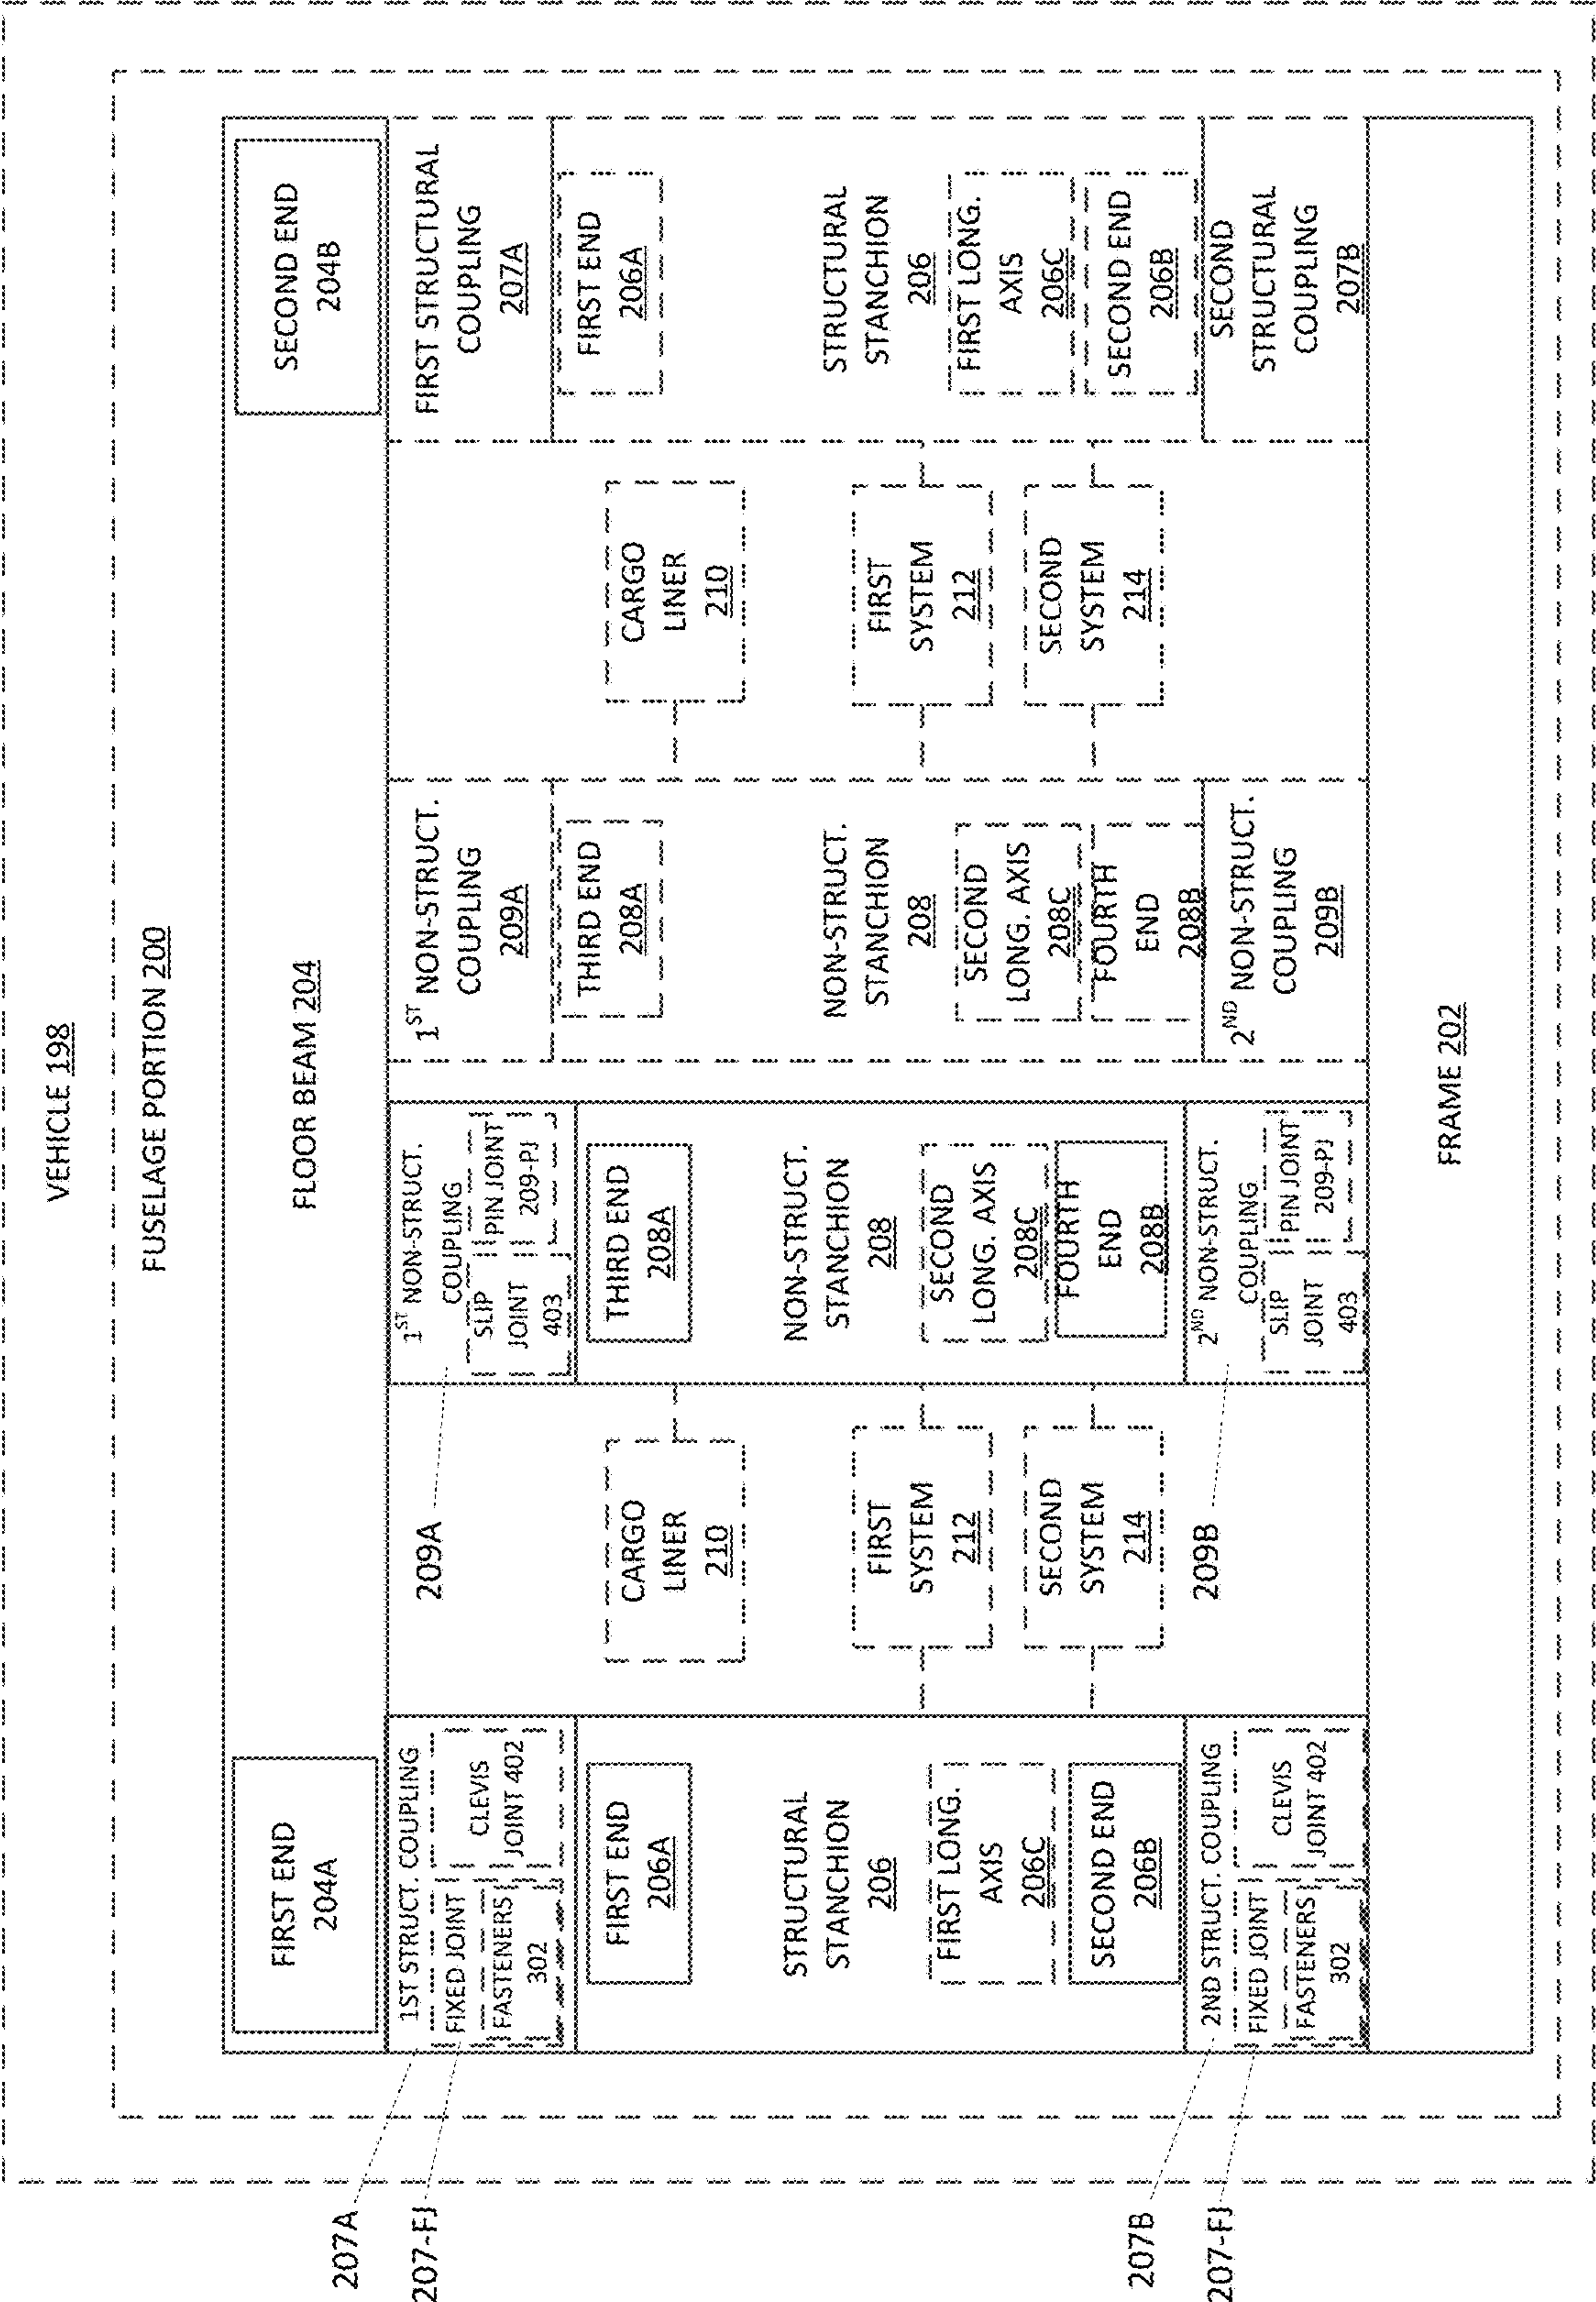 VEHICLE 198
FUSELAGE PORTION 200
FLOOR BEAM 204
FIRST END
204A
SECOND END
204B
207A
207-FJ
1ST STRUCT. COUPLING
FIXED JOINT
FASTENERS
302
CLEVIS
JOINT 402
FIRST END
206A
STRUCTURAL
STANCHION
206
FIRST LONG.
AXIS
206C
SECOND END
206B
207B
207-FJ
2ND STRUCT. COUPLING
FIXED JOINT
FASTENERS
302
CLEVIS
JOINT 402
209A
CARGO
LINER
210
FIRST
SYSTEM
212
SECOND
SYSTEM
214
209B
1ST NON-STRUCT.
COUPLING
SLIP
JOINT
403
PIN JOINT
209-PJ
THIRD END
208A
NON-STRUCT.
STANCHION
208
SECOND
LONG. AXIS
208C
FOURTH
END
208B
2ND NON-STRUCT.
COUPLING
SLIP
JOINT
403
PIN JOINT
209-PJ
1ST NON-STRUCT.
COUPLING
209A
THIRD END
208A
NON-STRUCT.
STANCHION
208
SECOND
LONG. AXIS
208C
FOURTH
END
208B
2ND NON-STRUCT.
COUPLING
209B
CARGO
LINER
210
FIRST
SYSTEM
212
SECOND
SYSTEM
214
FIRST STRUCTURAL
COUPLING
207A
FIRST END
206A
STRUCTURAL
STANCHION
206
FIRST LONG.
AXIS
206C
SECOND END
206B
SECOND
STRUCTURAL
COUPLING
207B
FRAME 202